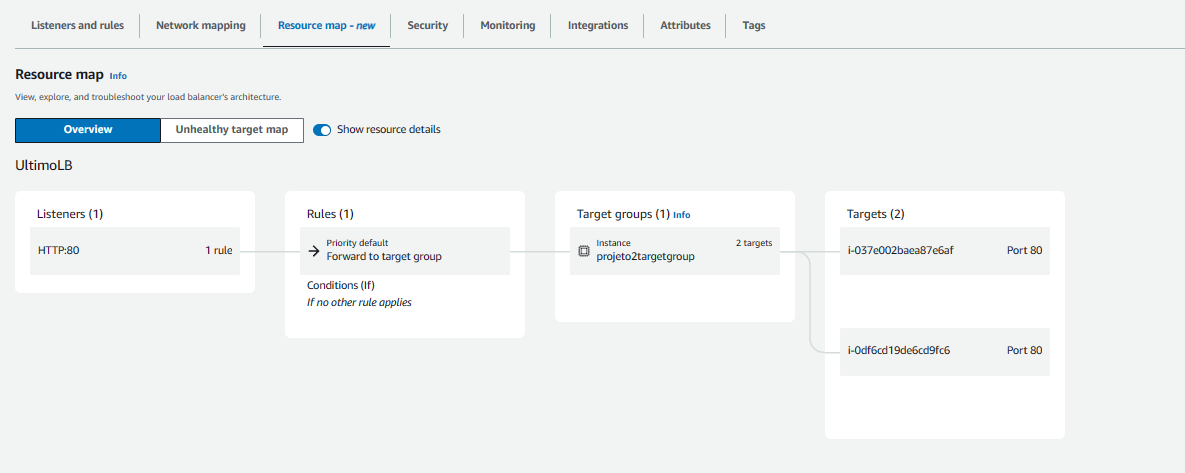 Listeners and rules
Network mapping
Resource map - new
Security
Monitoring
Integrations
Attributes
Tags
Resource map Info
View, explore, and troubleshoot your load balancer's architecture.
Overview
Unhealthy target map
Show resource details
UltimoLB
Listeners (1)
HTTP:80 1 rule
Rules (1)
Priority default
Forward to target group
Conditions (If)
If no other rule applies
Target groups (1) Info
Instance 2 targets
projeto2targetgroup
Targets (2)
i-037e002baea87e6af Port 80
i-0df6cd19de6cd9fc6 Port 80